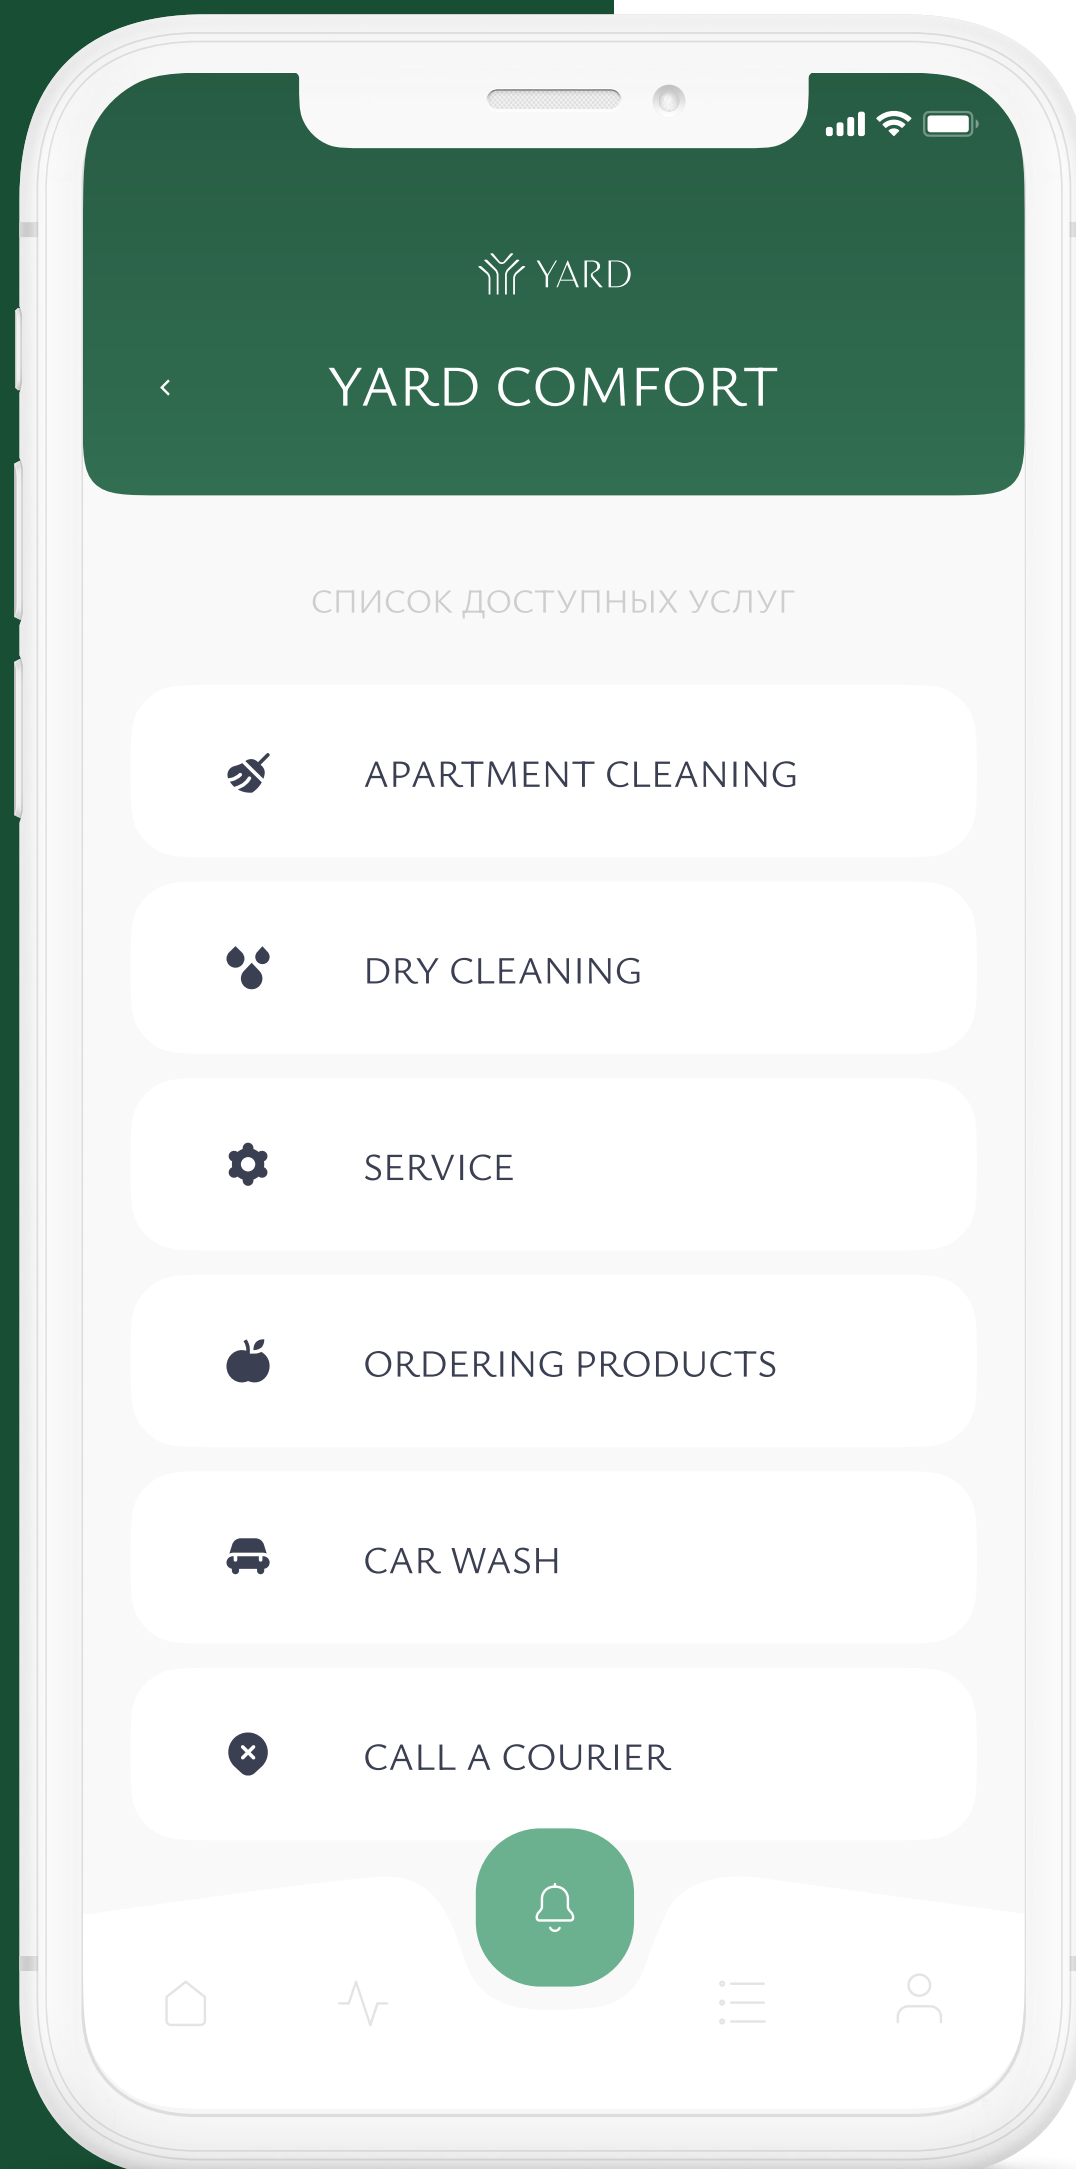 YARD
YARD COMFORT
СПИСОК ДОСТУПНЫХ УСЛУГ
APARTMENT CLEANING
DRY CLEANING
SERVICE
ORDERING PRODUCTS
CAR WASH
CALL A COURIER